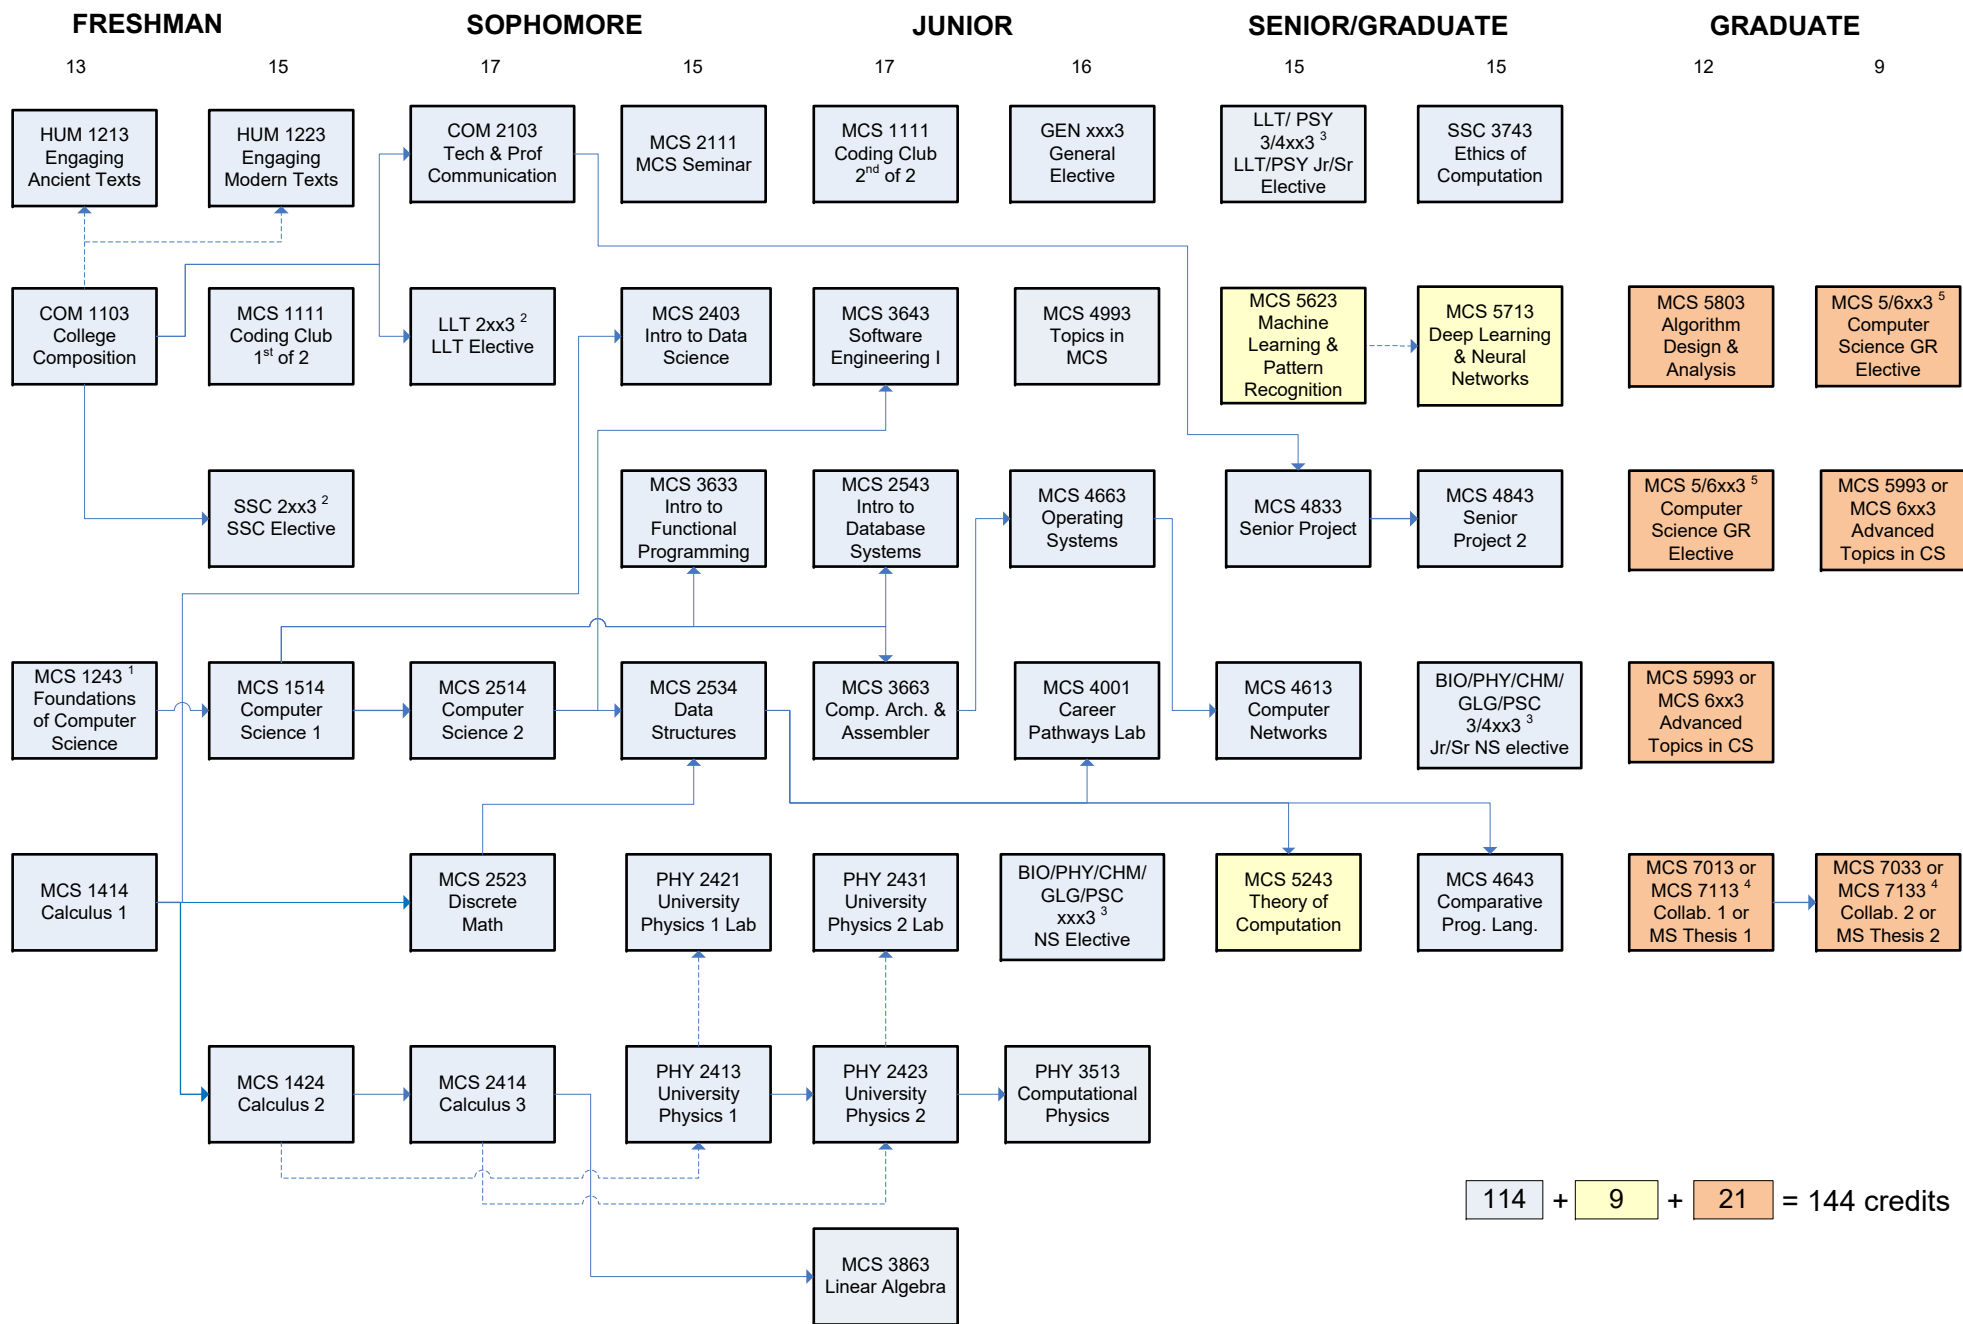 FRESHMAN
SOPHOMORE
JUNIOR
SENIOR/GRADUATE
GRADUATE
13
15
17
15
17
16
15
15
12
9
HUM 1213
Engaging
Ancient Texts
HUM 1223
Engaging
Modern Texts
COM 2103
Tech & Prof
Communication
MCS 2111
MCS Seminar
MCS 1111
Coding Club
2nd of 2
GEN xxx3
General
Elective
LLT/ PSY
3/4xx3 3
LLT/PSY Jr/Sr
Elective
SSC 3743
Ethics of
Computation
COM 1103
College
Composition
MCS 1111
Coding Club
1st of 2
LLT 2xx3 2
LLT Elective
MCS 2403
Intro to Data
Science
MCS 3643
Software
Engineering I
MCS 4993
Topics in
MCS
MCS 5623
Machine
Learning &
Pattern
Recognition
MCS 5713
Deep Learning
& Neural
Networks
MCS 5803
Algorithm
Design &
Analysis
MCS 5/6xx3 5
Computer
Science GR
Elective
SSC 2xx3 2
SSC Elective
MCS 3633
Intro to
Functional
Programming
MCS 2543
Intro to
Database
Systems
MCS 4663
Operating
Systems
MCS 4833
Senior Project
MCS 4843
Senior
Project 2
MCS 5/6xx3 5
Computer
Science GR
Elective
MCS 5993 or
MCS 6xx3
Advanced
Topics in CS
MCS 1243 1
Foundations
of Computer
Science
MCS 1514
Computer
Science 1
MCS 2514
Computer
Science 2
MCS 2534
Data
Structures
MCS 3663
Comp. Arch. &
Assembler
MCS 4001
Career
Pathways Lab
MCS 4613
Computer
Networks
BIO/PHY/CHM/
GLG/PSC
3/4xx3 3
Jr/Sr NS elective
MCS 5993 or
MCS 6xx3
Advanced
Topics in CS
MCS 1414
Calculus 1
MCS 2523
Discrete
Math
PHY 2421
University
Physics 1 Lab
PHY 2431
University
Physics 2 Lab
BIO/PHY/CHM/
GLG/PSC
xxx3 3
NS Elective
MCS 5243
Theory of
Computation
MCS 4643
Comparative
Prog. Lang.
MCS 7013 or
MCS 7113 4
Collab. 1 or
MS Thesis 1
MCS 7033 or
MCS 7133 4
Collab. 2 or
MS Thesis 2
MCS 1424
Calculus 2
MCS 2414
Calculus 3
PHY 2413
University
Physics 1
PHY 2423
University
Physics 2
PHY 3513
Computational
Physics
114 + 9 + 21 = 144 credits
MCS 3863
Linear Algebra